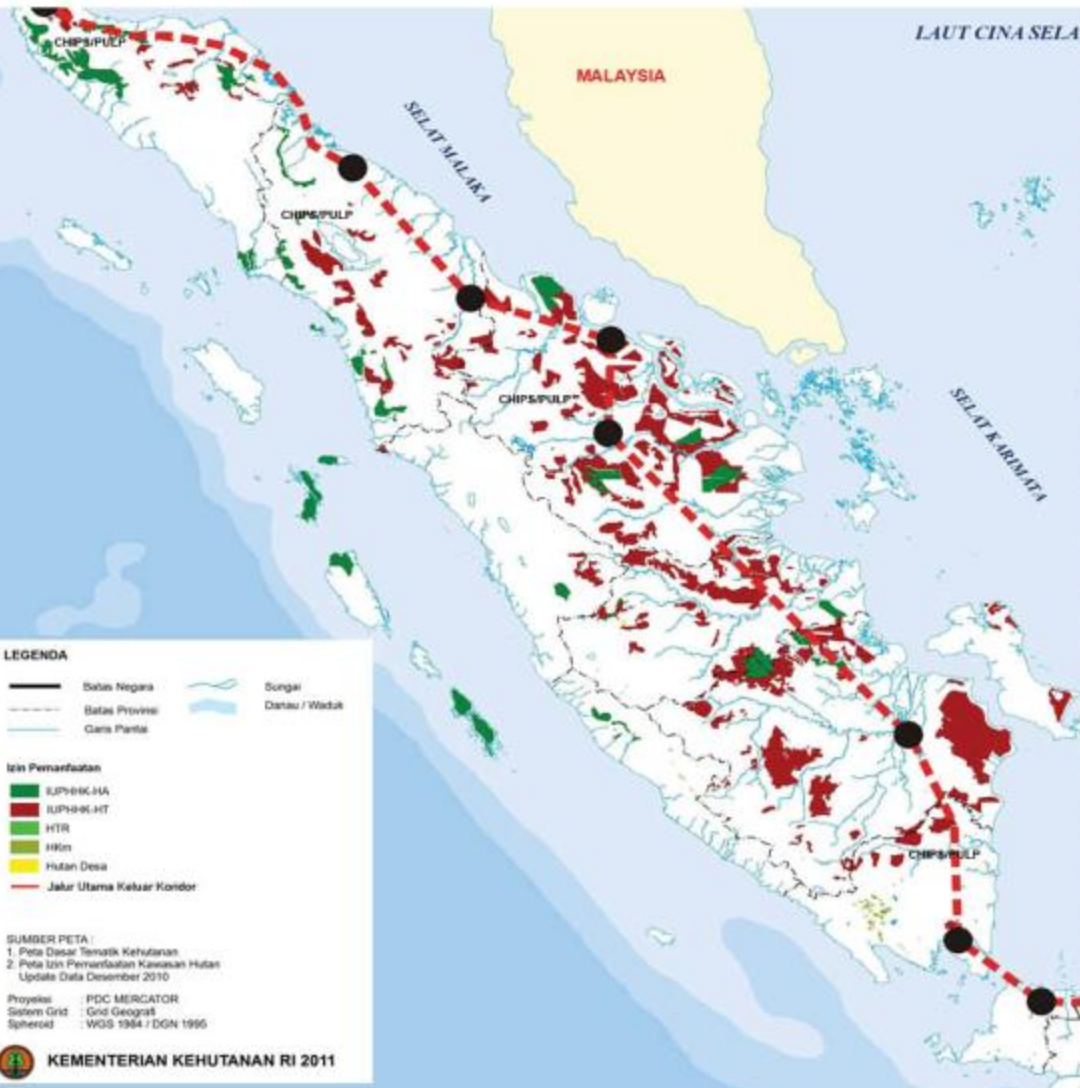 LAUT CINA SELA
CHIPS/PULP
MALAYSIA
SELAT MALAKA
CHIPS/PULP
CHIPS/PULP
SELAT KARIMATA
CHIPS/PULP
LEGENDA
Batas Negara
Batas Provinsi
Garis Pantai
Sungai
Danau / Waduk
Izin Pemanfaatan
IUPHHK-HA
IUPHHK-HT
HTR
HKm
Hutan Desa
Jalur Utama Keluar Koridor
SUMBER PETA :
1. Peta Dasar Tematik Kehutanan
2. Peta Izin Pemanfaatan Kawasan Hutan
Update Data Desember 2010
Proyeksi : PDC MERCATOR
Sistem Grid : Grid Geografi
Spheroid : WGS 1984 / DGN 1995
KEMENTERIAN KEHUTANAN RI 2011